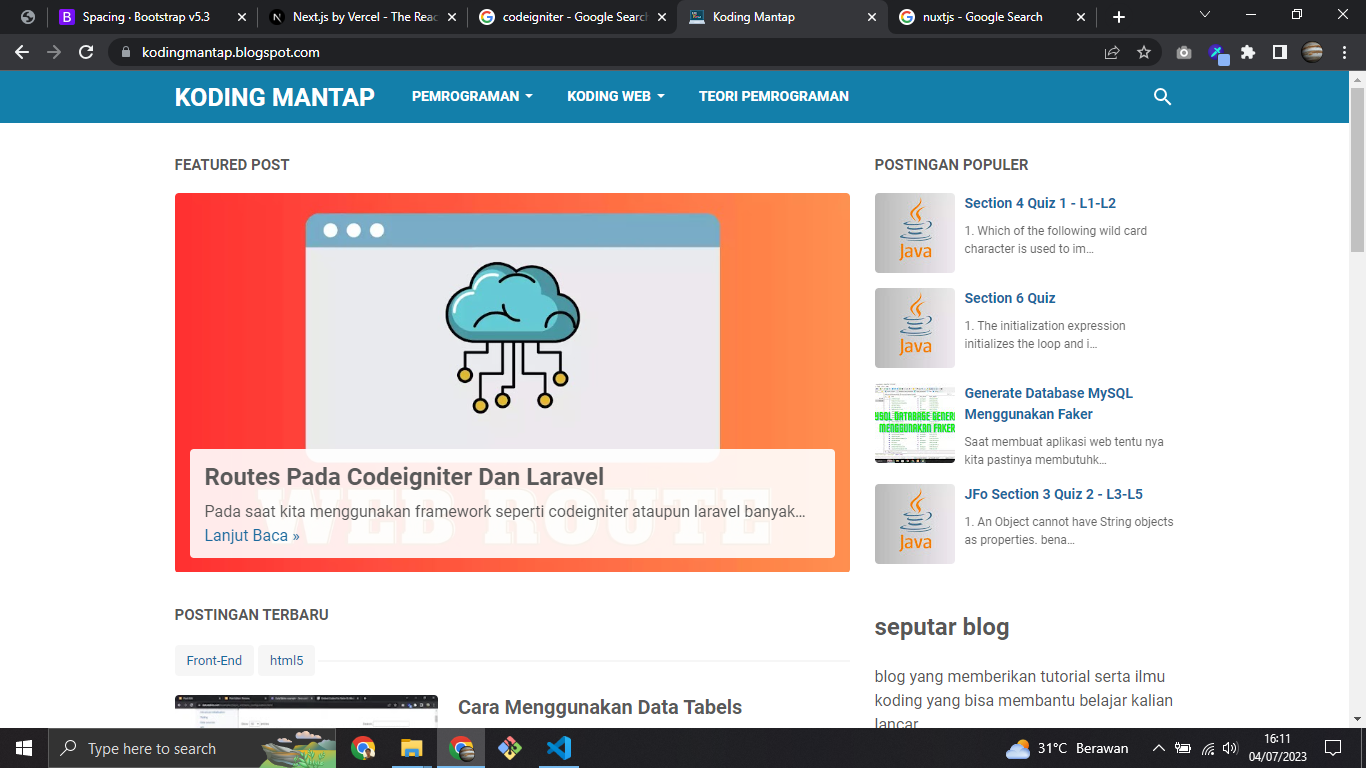 Spacing · Bootstrap v5.3
Next.js by Vercel - The Reac
codeigniter - Google Search
Koding Mantap
nuxtjs - Google Search
kodingmantap.blogspot.com
KODING MANTAP
PEMROGRAMAN
KODING WEB
TEORI PEMROGRAMAN
FEATURED POST
Routes Pada Codeigniter Dan Laravel
Pada saat kita menggunakan framework seperti codeigniter ataupun laravel banyak…
Lanjut Baca »
WEB ROUTE
POSTINGAN TERBARU
Front-End
html5
Cara Menggunakan Data Tabels
POSTINGAN POPULER
Java
Section 4 Quiz 1 - L1-L2
1. Which of the following wild card
character is used to im…
Java
Section 6 Quiz
1. The initialization expression
initializes the loop and i…
MYSQL DATABASE GENERA
MENGGUNAKAN FAKER
Generate Database MySQL
Menggunakan Faker
Saat membuat aplikasi web tentu nya
kita pastinya membutuhk…
Java
JFo Section 3 Quiz 2 - L3-L5
1. An Object cannot have String objects
as properties. bena…
seputar blog
blog yang memberikan tutorial serta ilmu
koding yang bisa membantu belajar kalian
lancar
Type here to search
31°C Berawan
16:11
04/07/2023